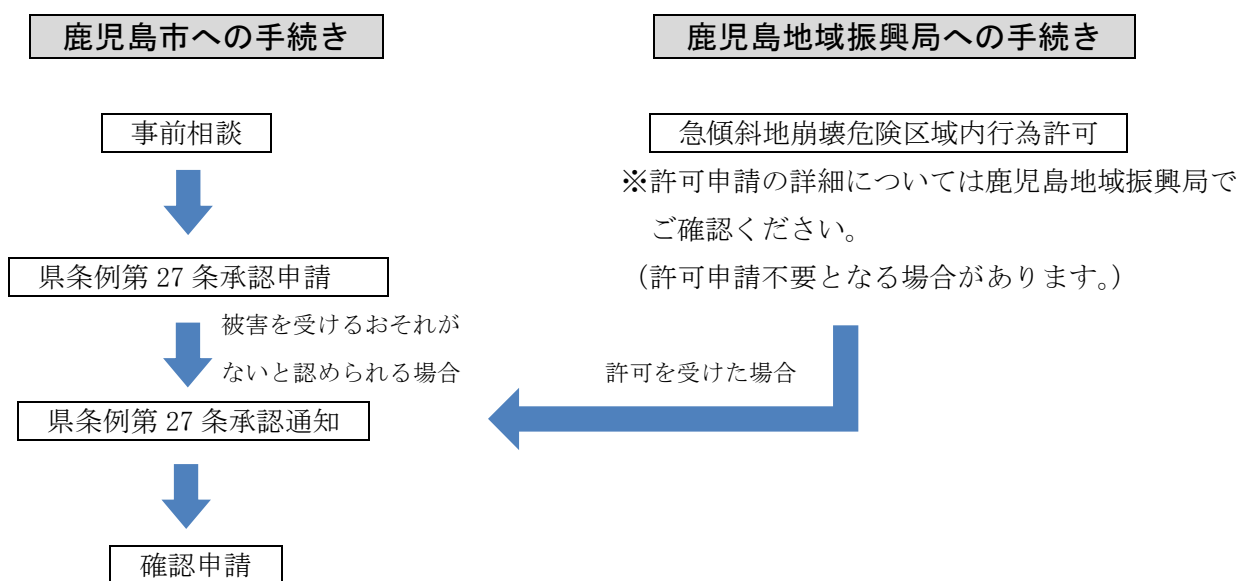 鹿児島市への手続き
鹿児島地域振興局への手続き
事前相談
急傾斜地崩壊危険区域内行為許可
※許可申請の詳細については鹿児島地域振興局で
ご確認ください。
(許可申請不要となる場合があります。)
県条例第 27 条承認申請
被害を受けるおそれが
ないと認められる場合
許可を受けた場合
県条例第 27 条承認通知
確認申請